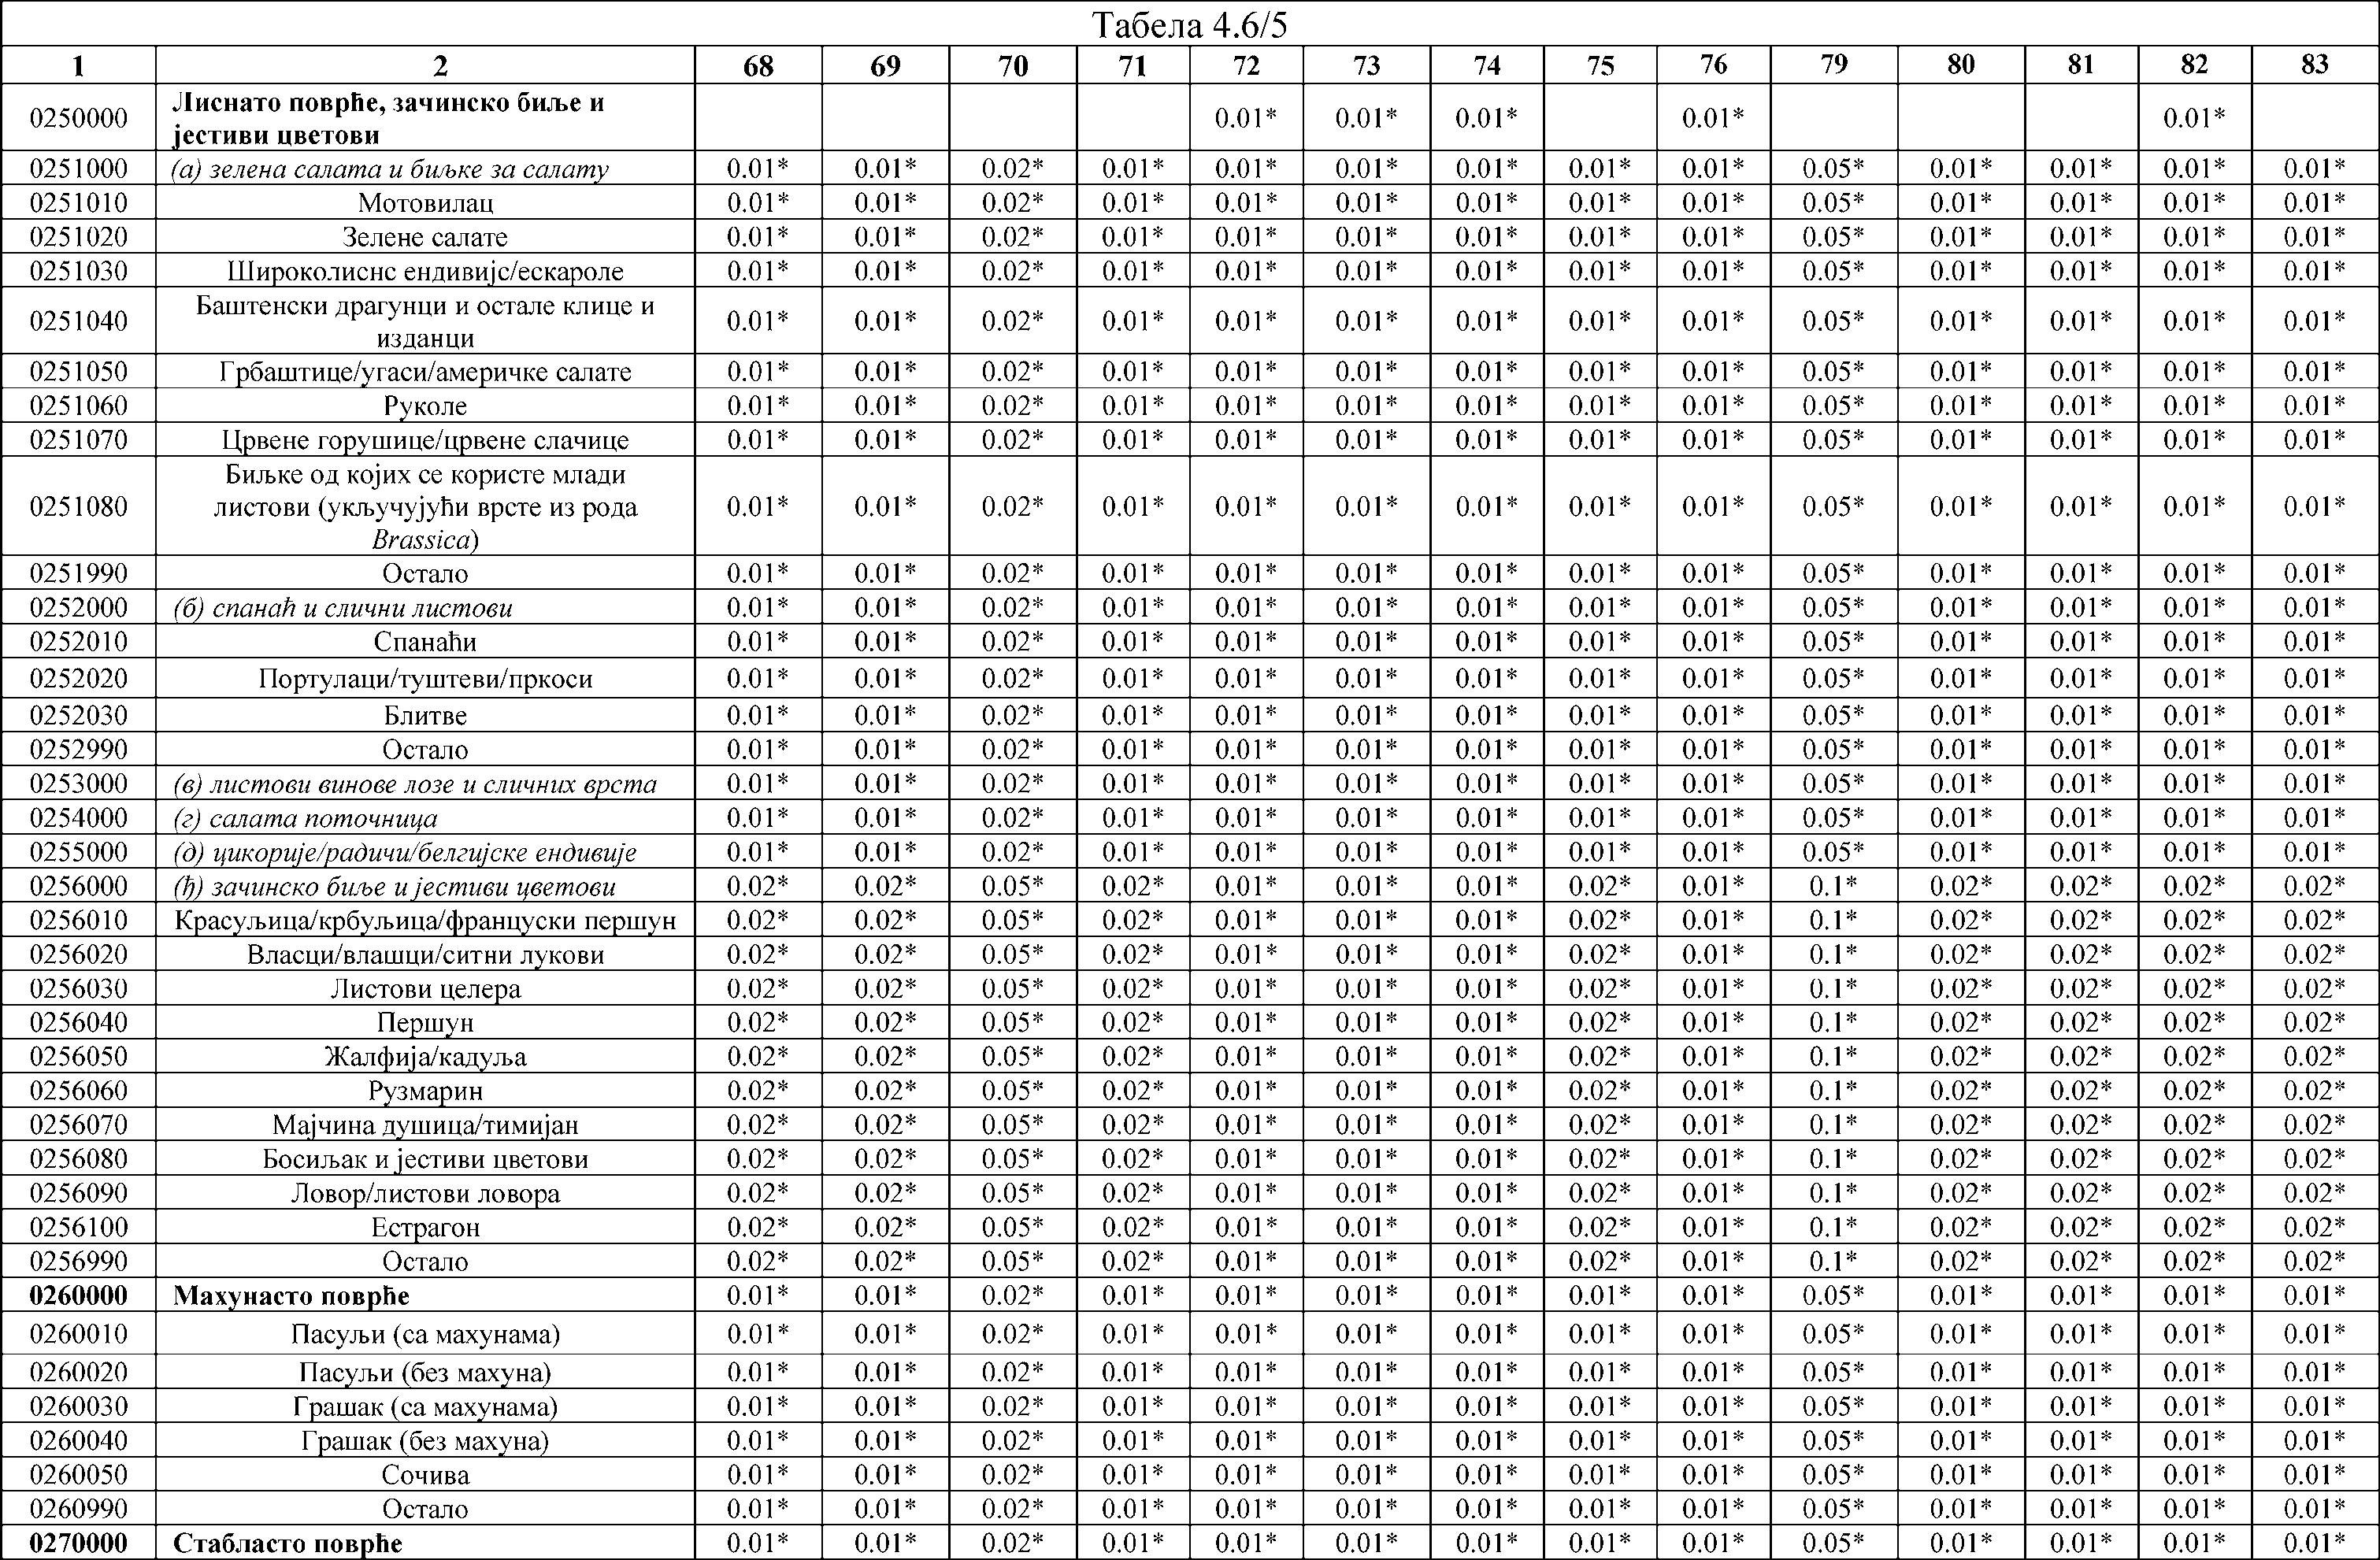 Табела 4.6/5
1 2 68 69 70 71 72 73 74 75 76 79 80 81 82 83
0250000 Лиснато поврће, зачинско биље и
јестиви цветови 0.01* 0.01* 0.01* 0.01* 0.01*
0251000 (а) зелена салата и биљке за салату 0.01* 0.01* 0.02* 0.01* 0.01* 0.01* 0.01* 0.01* 0.01* 0.05* 0.01* 0.01* 0.01* 0.01*
0251010 Мотовилац 0.01* 0.01* 0.02* 0.01* 0.01* 0.01* 0.01* 0.01* 0.01* 0.05* 0.01* 0.01* 0.01* 0.01*
0251020 Зелене салате 0.01* 0.01* 0.02* 0.01* 0.01* 0.01* 0.01* 0.01* 0.01* 0.05* 0.01* 0.01* 0.01* 0.01*
0251030 Широколиснс ендивијс/ескароле 0.01* 0.01* 0.02* 0.01* 0.01* 0.01* 0.01* 0.01* 0.01* 0.05* 0.01* 0.01* 0.01* 0.01*
0251040 Баштенски драгунци и остале клице и
изданци 0.01* 0.01* 0.02* 0.01* 0.01* 0.01* 0.01* 0.01* 0.01* 0.05* 0.01* 0.01* 0.01* 0.01*
0251050 Грбаштице/угаси/америчке салате 0.01* 0.01* 0.02* 0.01* 0.01* 0.01* 0.01* 0.01* 0.01* 0.05* 0.01* 0.01* 0.01* 0.01*
0251060 Руколе 0.01* 0.01* 0.02* 0.01* 0.01* 0.01* 0.01* 0.01* 0.01* 0.05* 0.01* 0.01* 0.01* 0.01*
0251070 Црвене горушице/црвене слачице 0.01* 0.01* 0.02* 0.01* 0.01* 0.01* 0.01* 0.01* 0.01* 0.05* 0.01* 0.01* 0.01* 0.01*
0251080 Биљке од којих се користе млади
листови (укључујући врсте из рода
Brassica) 0.01* 0.01* 0.02* 0.01* 0.01* 0.01* 0.01* 0.01* 0.01* 0.05* 0.01* 0.01* 0.01* 0.01*
0251990 Остало 0.01* 0.01* 0.02* 0.01* 0.01* 0.01* 0.01* 0.01* 0.01* 0.05* 0.01* 0.01* 0.01* 0.01*
0252000 (б) спанаћ и слични листови 0.01* 0.01* 0.02* 0.01* 0.01* 0.01* 0.01* 0.01* 0.01* 0.05* 0.01* 0.01* 0.01* 0.01*
0252010 Спанаћи 0.01* 0.01* 0.02* 0.01* 0.01* 0.01* 0.01* 0.01* 0.01* 0.05* 0.01* 0.01* 0.01* 0.01*
0252020 Портулаци/туштеви/пркоси 0.01* 0.01* 0.02* 0.01* 0.01* 0.01* 0.01* 0.01* 0.01* 0.05* 0.01* 0.01* 0.01* 0.01*
0252030 Блитве 0.01* 0.01* 0.02* 0.01* 0.01* 0.01* 0.01* 0.01* 0.01* 0.05* 0.01* 0.01* 0.01* 0.01*
0252990 Остало 0.01* 0.01* 0.02* 0.01* 0.01* 0.01* 0.01* 0.01* 0.01* 0.05* 0.01* 0.01* 0.01* 0.01*
0253000 (в) листови винове лозе и сличних врста 0.01* 0.01* 0.02* 0.01* 0.01* 0.01* 0.01* 0.01* 0.01* 0.05* 0.01* 0.01* 0.01* 0.01*
0254000 (г) салата поточница 0.01* 0.01* 0.02* 0.01* 0.01* 0.01* 0.01* 0.01* 0.01* 0.05* 0.01* 0.01* 0.01* 0.01*
0255000 (д) цикорије/радичи/белгијске ендивије 0.01* 0.01* 0.02* 0.01* 0.01* 0.01* 0.01* 0.01* 0.01* 0.05* 0.01* 0.01* 0.01* 0.01*
0256000 (ђ) зачинско биље и јестиви цветови 0.02* 0.02* 0.05* 0.02* 0.01* 0.01* 0.01* 0.02* 0.01* 0.1* 0.02* 0.02* 0.02* 0.02*
0256010 Красуљица/крбуљица/француски першун 0.02* 0.02* 0.05* 0.02* 0.01* 0.01* 0.01* 0.02* 0.01* 0.1* 0.02* 0.02* 0.02* 0.02*
0256020 Власци/влашци/ситни лукови 0.02* 0.02* 0.05* 0.02* 0.01* 0.01* 0.01* 0.02* 0.01* 0.1* 0.02* 0.02* 0.02* 0.02*
0256030 Листови целера 0.02* 0.02* 0.05* 0.02* 0.01* 0.01* 0.01* 0.02* 0.01* 0.1* 0.02* 0.02* 0.02* 0.02*
0256040 Першун 0.02* 0.02* 0.05* 0.02* 0.01* 0.01* 0.01* 0.02* 0.01* 0.1* 0.02* 0.02* 0.02* 0.02*
0256050 Жалфија/кадуља 0.02* 0.02* 0.05* 0.02* 0.01* 0.01* 0.01* 0.02* 0.01* 0.1* 0.02* 0.02* 0.02* 0.02*
0256060 Рузмарин 0.02* 0.02* 0.05* 0.02* 0.01* 0.01* 0.01* 0.02* 0.01* 0.1* 0.02* 0.02* 0.02* 0.02*
0256070 Мајчина душица/тимијан 0.02* 0.02* 0.05* 0.02* 0.01* 0.01* 0.01* 0.02* 0.01* 0.1* 0.02* 0.02* 0.02* 0.02*
0256080 Босиљак и јестиви цветови 0.02* 0.02* 0.05* 0.02* 0.01* 0.01* 0.01* 0.02* 0.01* 0.1* 0.02* 0.02* 0.02* 0.02*
0256090 Ловор/листови ловора 0.02* 0.02* 0.05* 0.02* 0.01* 0.01* 0.01* 0.02* 0.01* 0.1* 0.02* 0.02* 0.02* 0.02*
0256100 Естрагон 0.02* 0.02* 0.05* 0.02* 0.01* 0.01* 0.01* 0.02* 0.01* 0.1* 0.02* 0.02* 0.02* 0.02*
0256990 Остало 0.02* 0.02* 0.05* 0.02* 0.01* 0.01* 0.01* 0.02* 0.01* 0.1* 0.02* 0.02* 0.02* 0.02*
0260000 Махунасто поврће 0.01* 0.01* 0.02* 0.01* 0.01* 0.01* 0.01* 0.01* 0.01* 0.05* 0.01* 0.01* 0.01* 0.01*
0260010 Пасуљи (са махунама) 0.01* 0.01* 0.02* 0.01* 0.01* 0.01* 0.01* 0.01* 0.01* 0.05* 0.01* 0.01* 0.01* 0.01*
0260020 Пасуљи (без махуна) 0.01* 0.01* 0.02* 0.01* 0.01* 0.01* 0.01* 0.01* 0.01* 0.05* 0.01* 0.01* 0.01* 0.01*
0260030 Грашак (са махунама) 0.01* 0.01* 0.02* 0.01* 0.01* 0.01* 0.01* 0.01* 0.01* 0.05* 0.01* 0.01* 0.01* 0.01*
0260040 Грашак (без махуна) 0.01* 0.01* 0.02* 0.01* 0.01* 0.01* 0.01* 0.01* 0.01* 0.05* 0.01* 0.01* 0.01* 0.01*
0260050 Сочива 0.01* 0.01* 0.02* 0.01* 0.01* 0.01* 0.01* 0.01* 0.01* 0.05* 0.01* 0.01* 0.01* 0.01*
0260990 Остало 0.01* 0.01* 0.02* 0.01* 0.01* 0.01* 0.01* 0.01* 0.01* 0.05* 0.01* 0.01* 0.01* 0.01*
0270000 Стабласто поврће 0.01* 0.01* 0.02* 0.01* 0.01* 0.01* 0.01* 0.01* 0.01* 0.05* 0.01* 0.01* 0.01* 0.01*